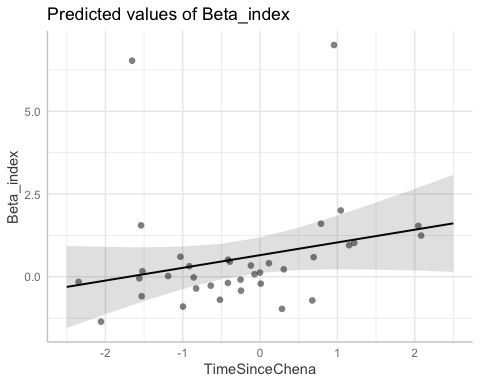 Predicted values of Beta_index
5.0
2.5
0.0
Beta_index
-2
-1
0
1
2
TimeSinceChena